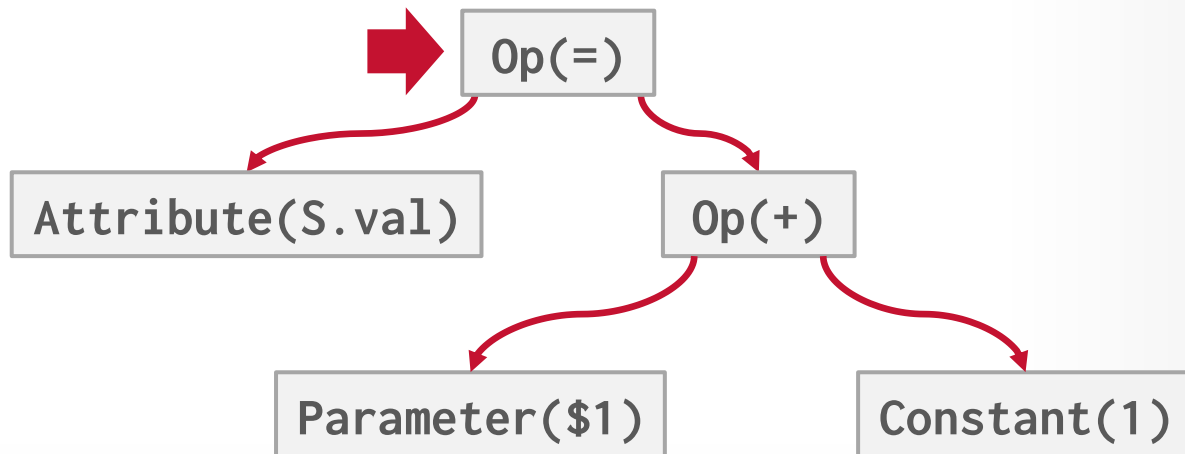 Op(=)
Attribute(S.val)
Op(+)
Parameter($1)
Constant(1)